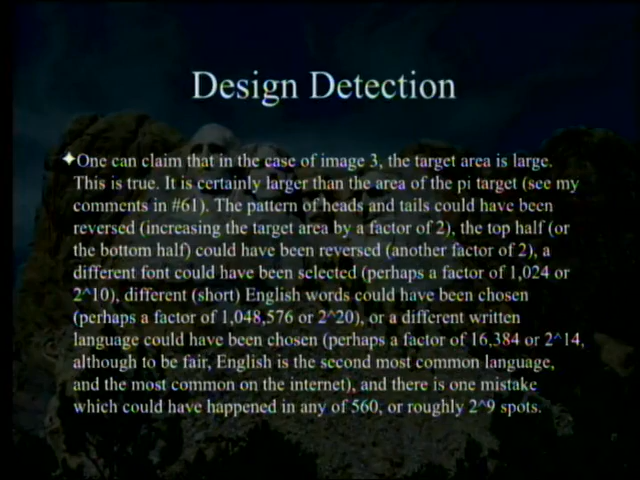 Design Detection
✦One can claim that in the case of image 3, the target area is large.
This is true. It is certainly larger than the area of the pi target (see my
comments in #61). The pattern of heads and tails could have been
reversed (increasing the target area by a factor of 2), the top half (or
the bottom half) could have been reversed (another factor of 2), a
different font could have been selected (perhaps a factor of 1,024 or
2^10), different (short) English words could have been chosen
(perhaps a factor of 1,048,576 or 2^20), or a different written
language could have been chosen (perhaps a factor of 16,384 or 2^14,
although to be fair, English is the second most common language,
and the most common on the internet), and there is one mistake
which could have happened in any of 560, or roughly 2^9 spots.